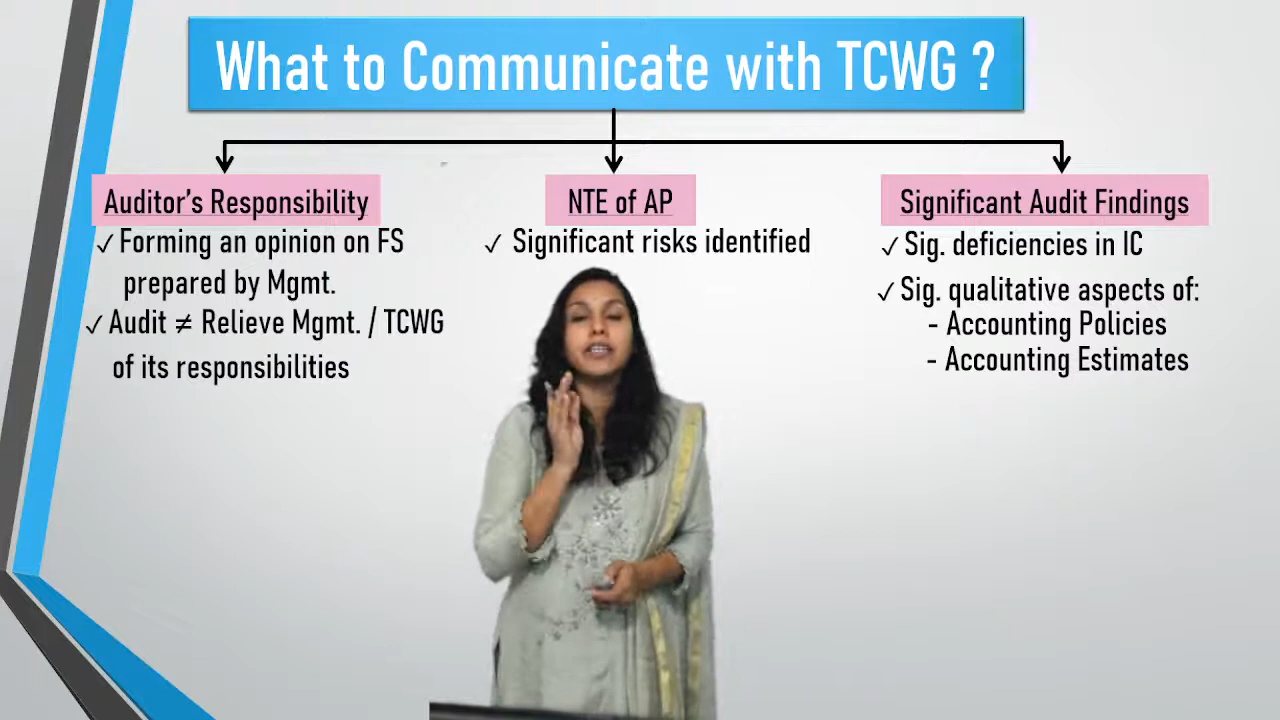 What to Communicate with TCWG ?
Auditor's Responsibility
✓ Forming an opinion on FS
prepared by Mgmt.
✓ Audit ≠ Relieve Mgmt. / TCWG
of its responsibilities
NTE of AP
✓ Significant risks identified
Significant Audit Findings
✓ Sig. deficiencies in IC
✓ Sig. qualitative aspects of:
- Accounting Policies
- Accounting Estimates